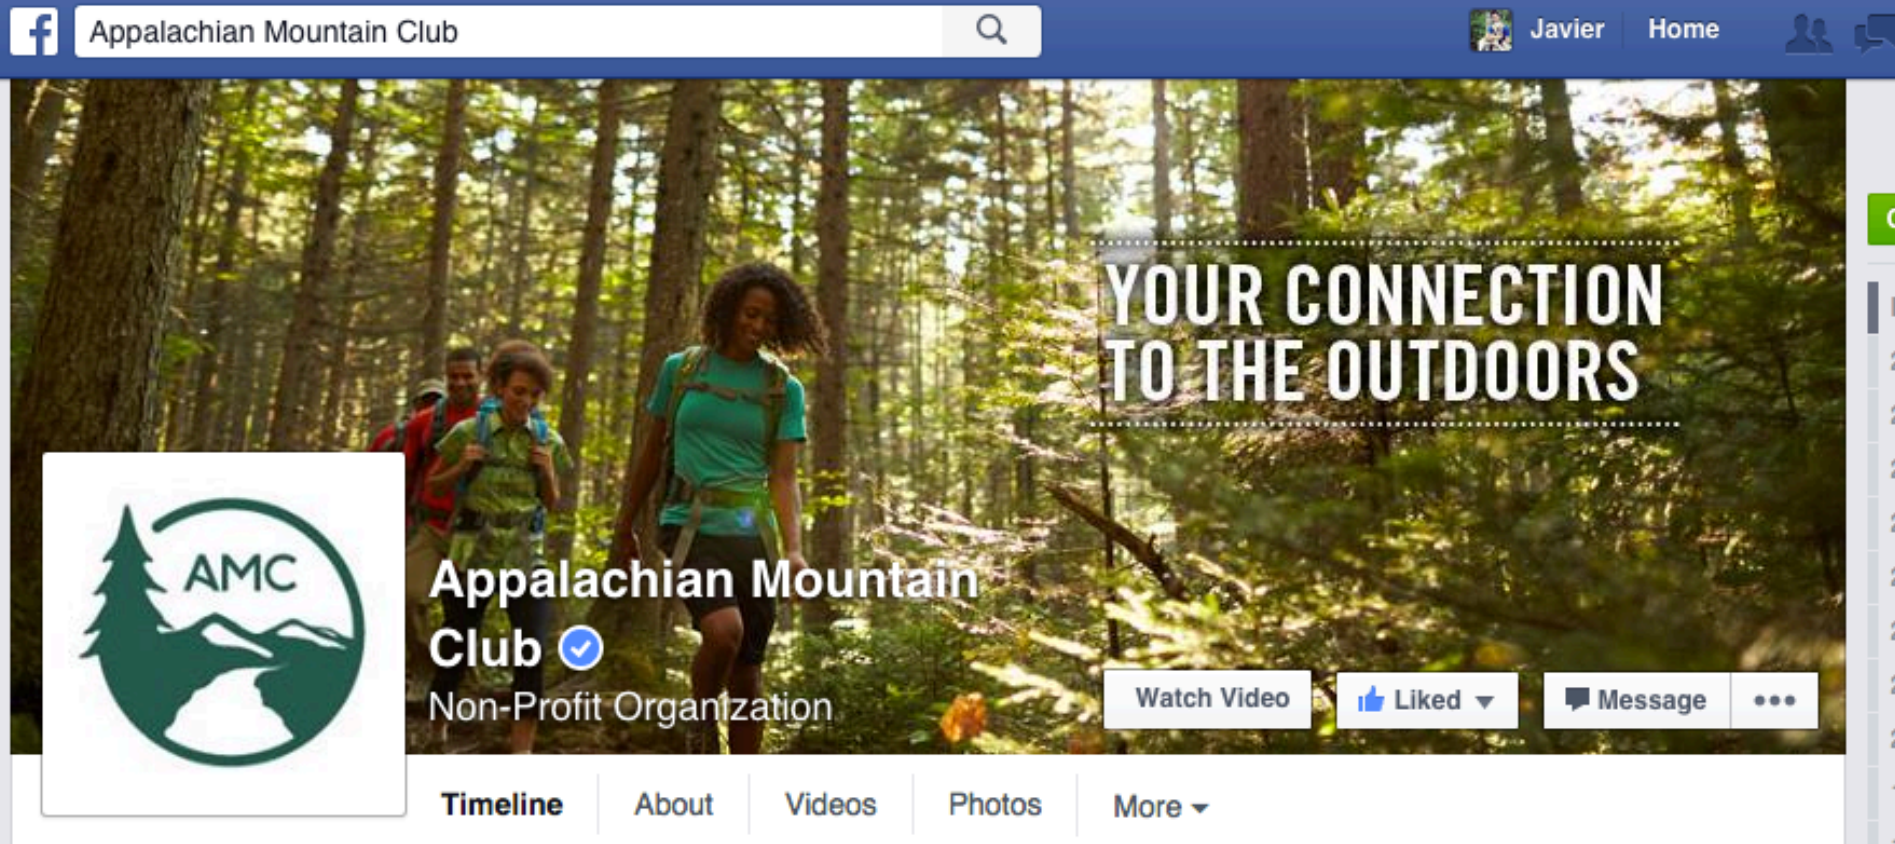 Appalachian Mountain Club
Javier
Home
YOUR CONNECTION
TO THE OUTDOORS
AMC
Appalachian Mountain
Club
Non-Profit Organization
Watch Video
Liked
Message
Timeline
About
Videos
Photos
More